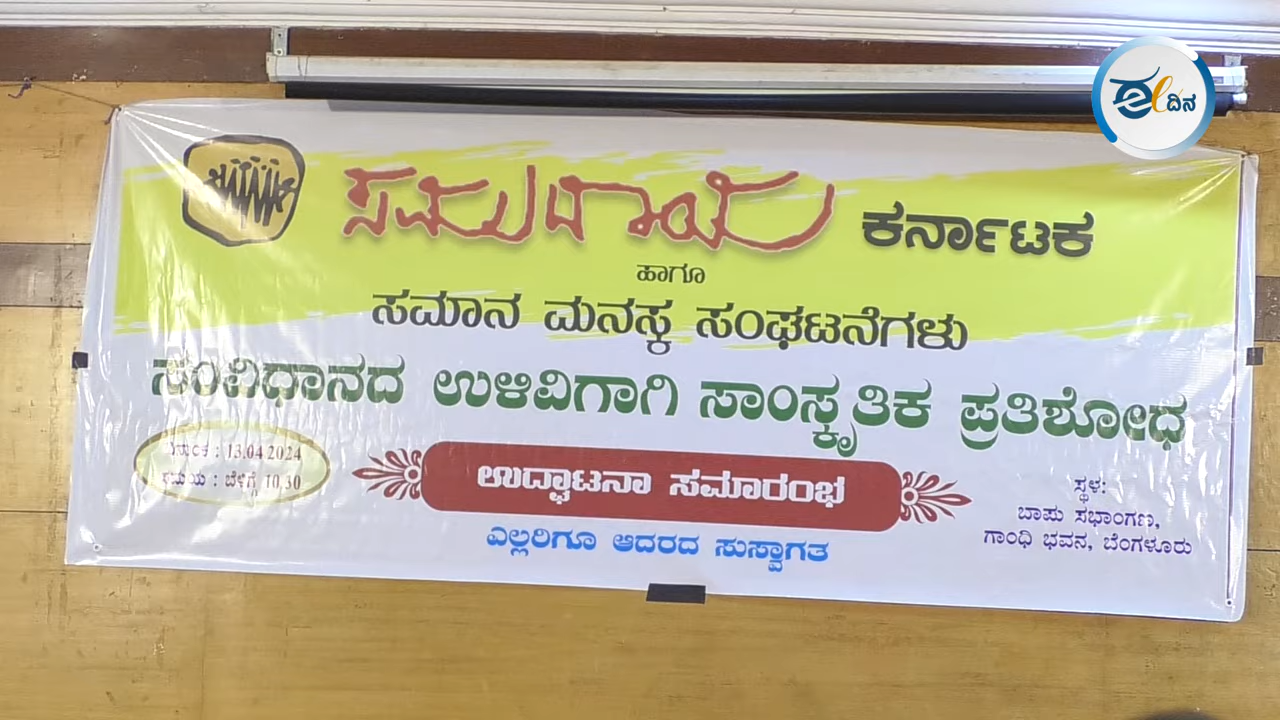 ಈ ದಿನ
ಸಮುದಾಯ ಕರ್ನಾಟಕ
ಹಾಗೂ
ಸಮಾನ ಮನಸ್ಕ ಸಂಘಟನೆಗಳು
ಸಂವಿಧಾನದ ಉಳಿವಿಗಾಗಿ ಸಾಂಸ್ಕೃತಿಕ ಪ್ರತಿಶೋಧ
ದಿನಾಂಕ : 13.04.2024
ಸಮಯ : ಬೆಳಗ್ಗೆ 10.30
ಉದ್ಘಾಟನಾ ಸಮಾರಂಭ
ಎಲ್ಲರಿಗೂ ಆದರದ ಸುಸ್ವಾಗತ
ಸ್ಥಳ:
ಬಾಪು ಸಭಾಂಗಣ,
ಗಾಂಧಿ ಭವನ, ಬೆಂಗಳೂರು